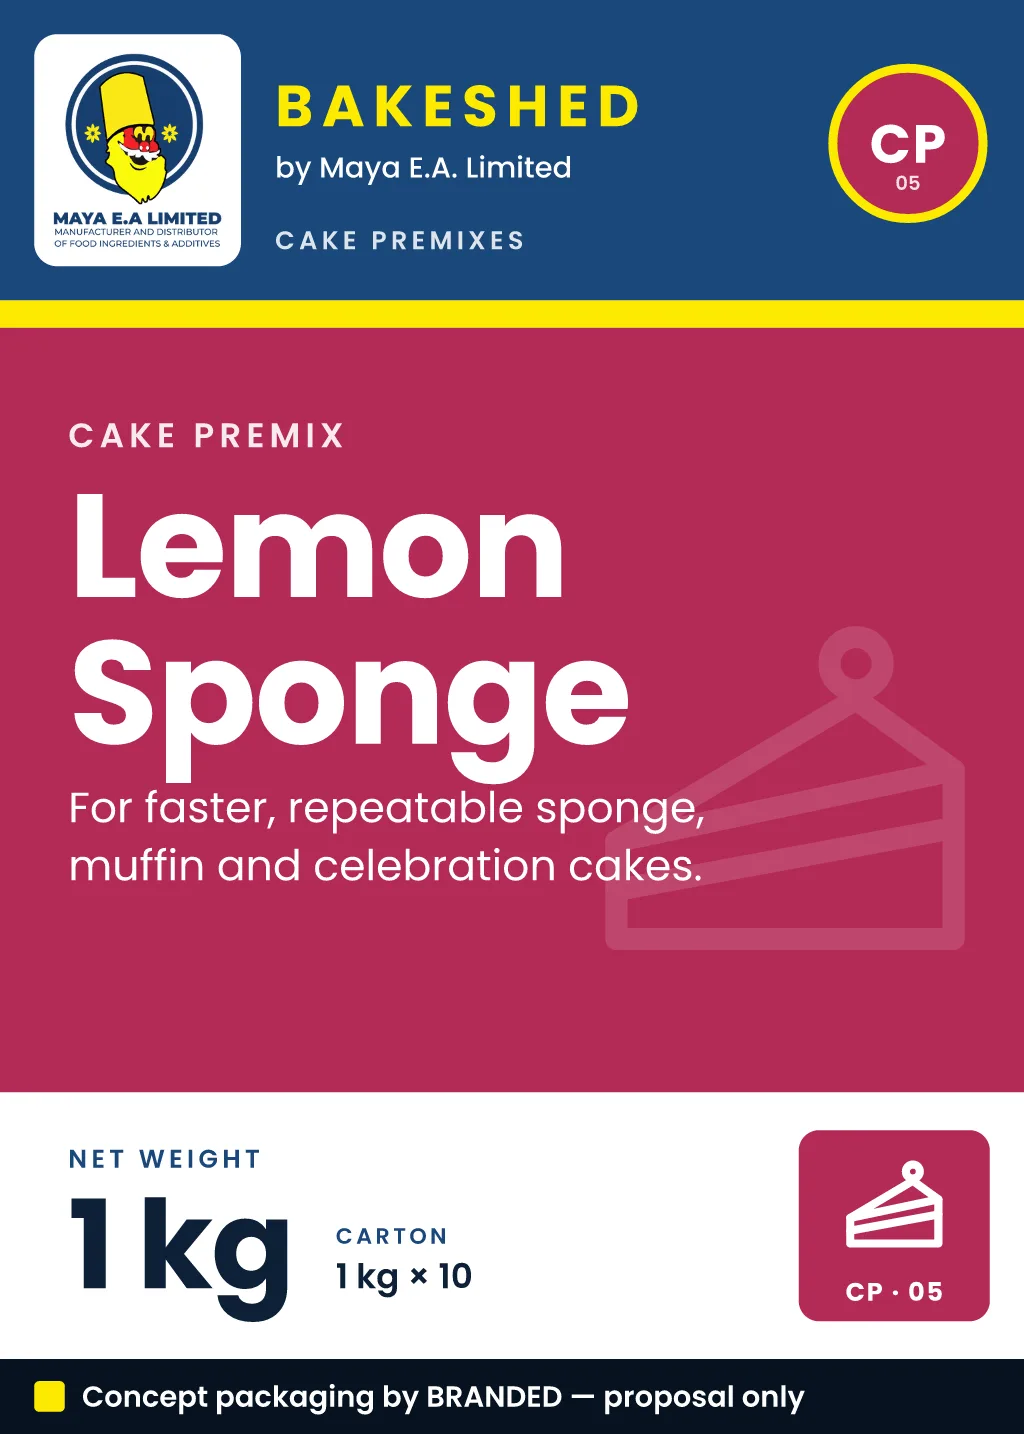 MAYA E.A LIMITED
MANUFACTURER AND DISTRIBUTOR
OF FOOD INGREDIENTS & ADDITIVES
BAKESHED
by Maya E.A. Limited
CAKE PREMIXES
CP
05
CAKE PREMIX
Lemon
Sponge
For faster, repeatable sponge,
muffin and celebration cakes.
NET WEIGHT
1 kg
CARTON
1 kg × 10
CP · 05
Concept packaging by BRANDED — proposal only